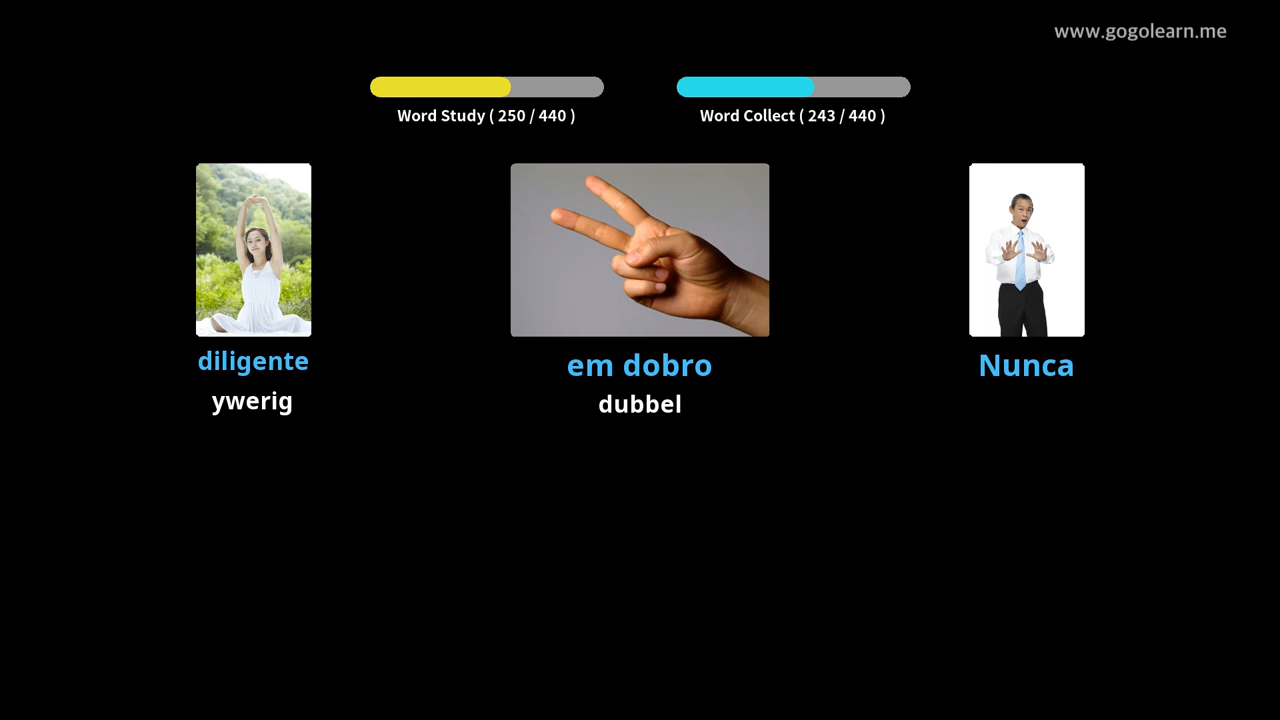 www.gogolearn.me
Word Study ( 250 / 440 )
Word Collect ( 243 / 440 )
diligente
ywerig
em dobro
dubbel
Nunca